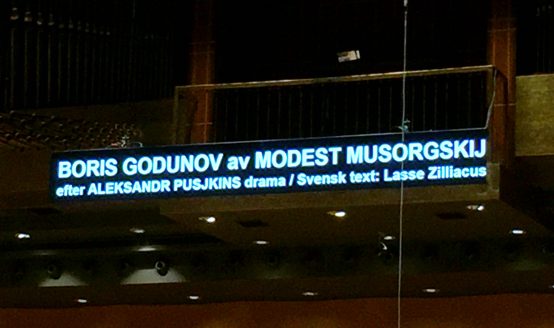 BORIS GODUNOV av MODEST MUSORGSKIJ
efter ALEKSANDR PUSJKINS drama / Svensk text: Lasse Zilliacus